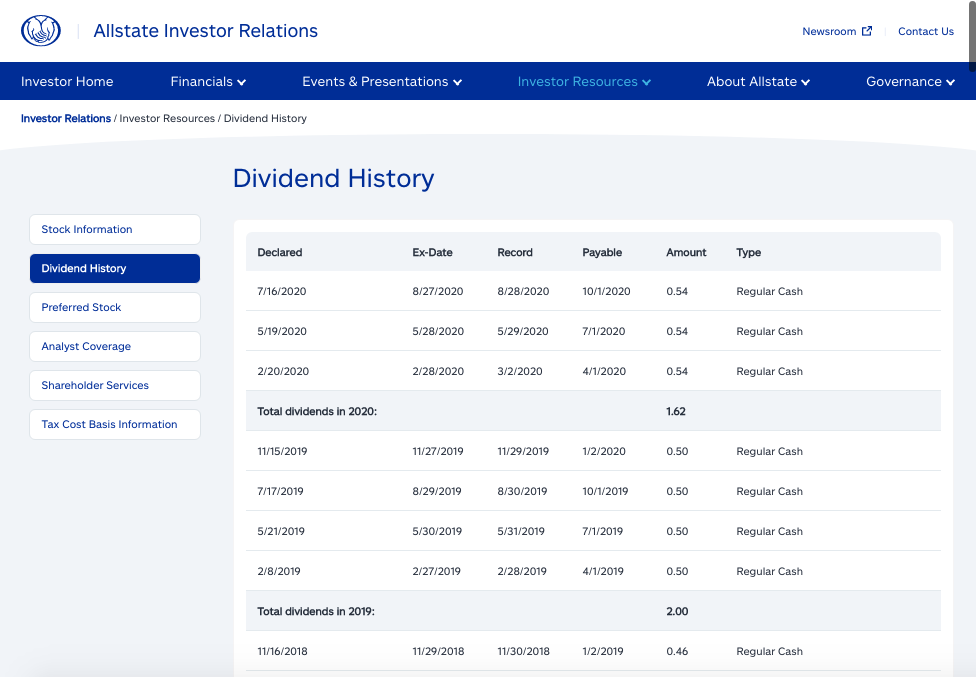 Allstate Investor Relations
Newsroom
Contact Us
Investor Home
Financials
Events & Presentations
Investor Resources
About Allstate
Governance
Investor Relations / Investor Resources / Dividend History
Dividend History
Stock Information
Dividend History
Preferred Stock
Analyst Coverage
Shareholder Services
Tax Cost Basis Information
Declared Ex-Date Record Payable Amount Type
7/16/2020 8/27/2020 8/28/2020 10/1/2020 0.54 Regular Cash
5/19/2020 5/28/2020 5/29/2020 7/1/2020 0.54 Regular Cash
2/20/2020 2/28/2020 3/2/2020 4/1/2020 0.54 Regular Cash
Total dividends in 2020: 1.62
11/15/2019 11/27/2019 11/29/2019 1/2/2020 0.50 Regular Cash
7/17/2019 8/29/2019 8/30/2019 10/1/2019 0.50 Regular Cash
5/21/2019 5/30/2019 5/31/2019 7/1/2019 0.50 Regular Cash
2/8/2019 2/27/2019 2/28/2019 4/1/2019 0.50 Regular Cash
Total dividends in 2019: 2.00
11/16/2018 11/29/2018 11/30/2018 1/2/2019 0.46 Regular Cash